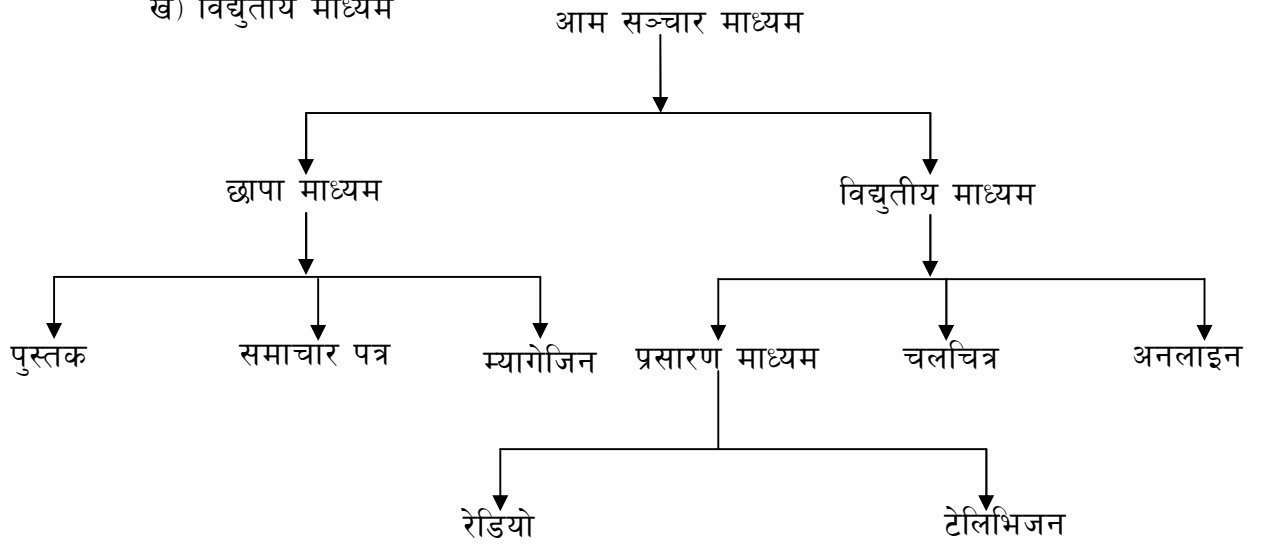 ख) विद्युतीय माध्यम
आम सञ्चार माध्यम
छापा माध्यम
विद्युतीय माध्यम
पुस्तक
समाचार पत्र
म्यागेजिन
प्रसारण माध्यम
चलचित्र
अनलाइन
रेडियो
टेलिभिजन